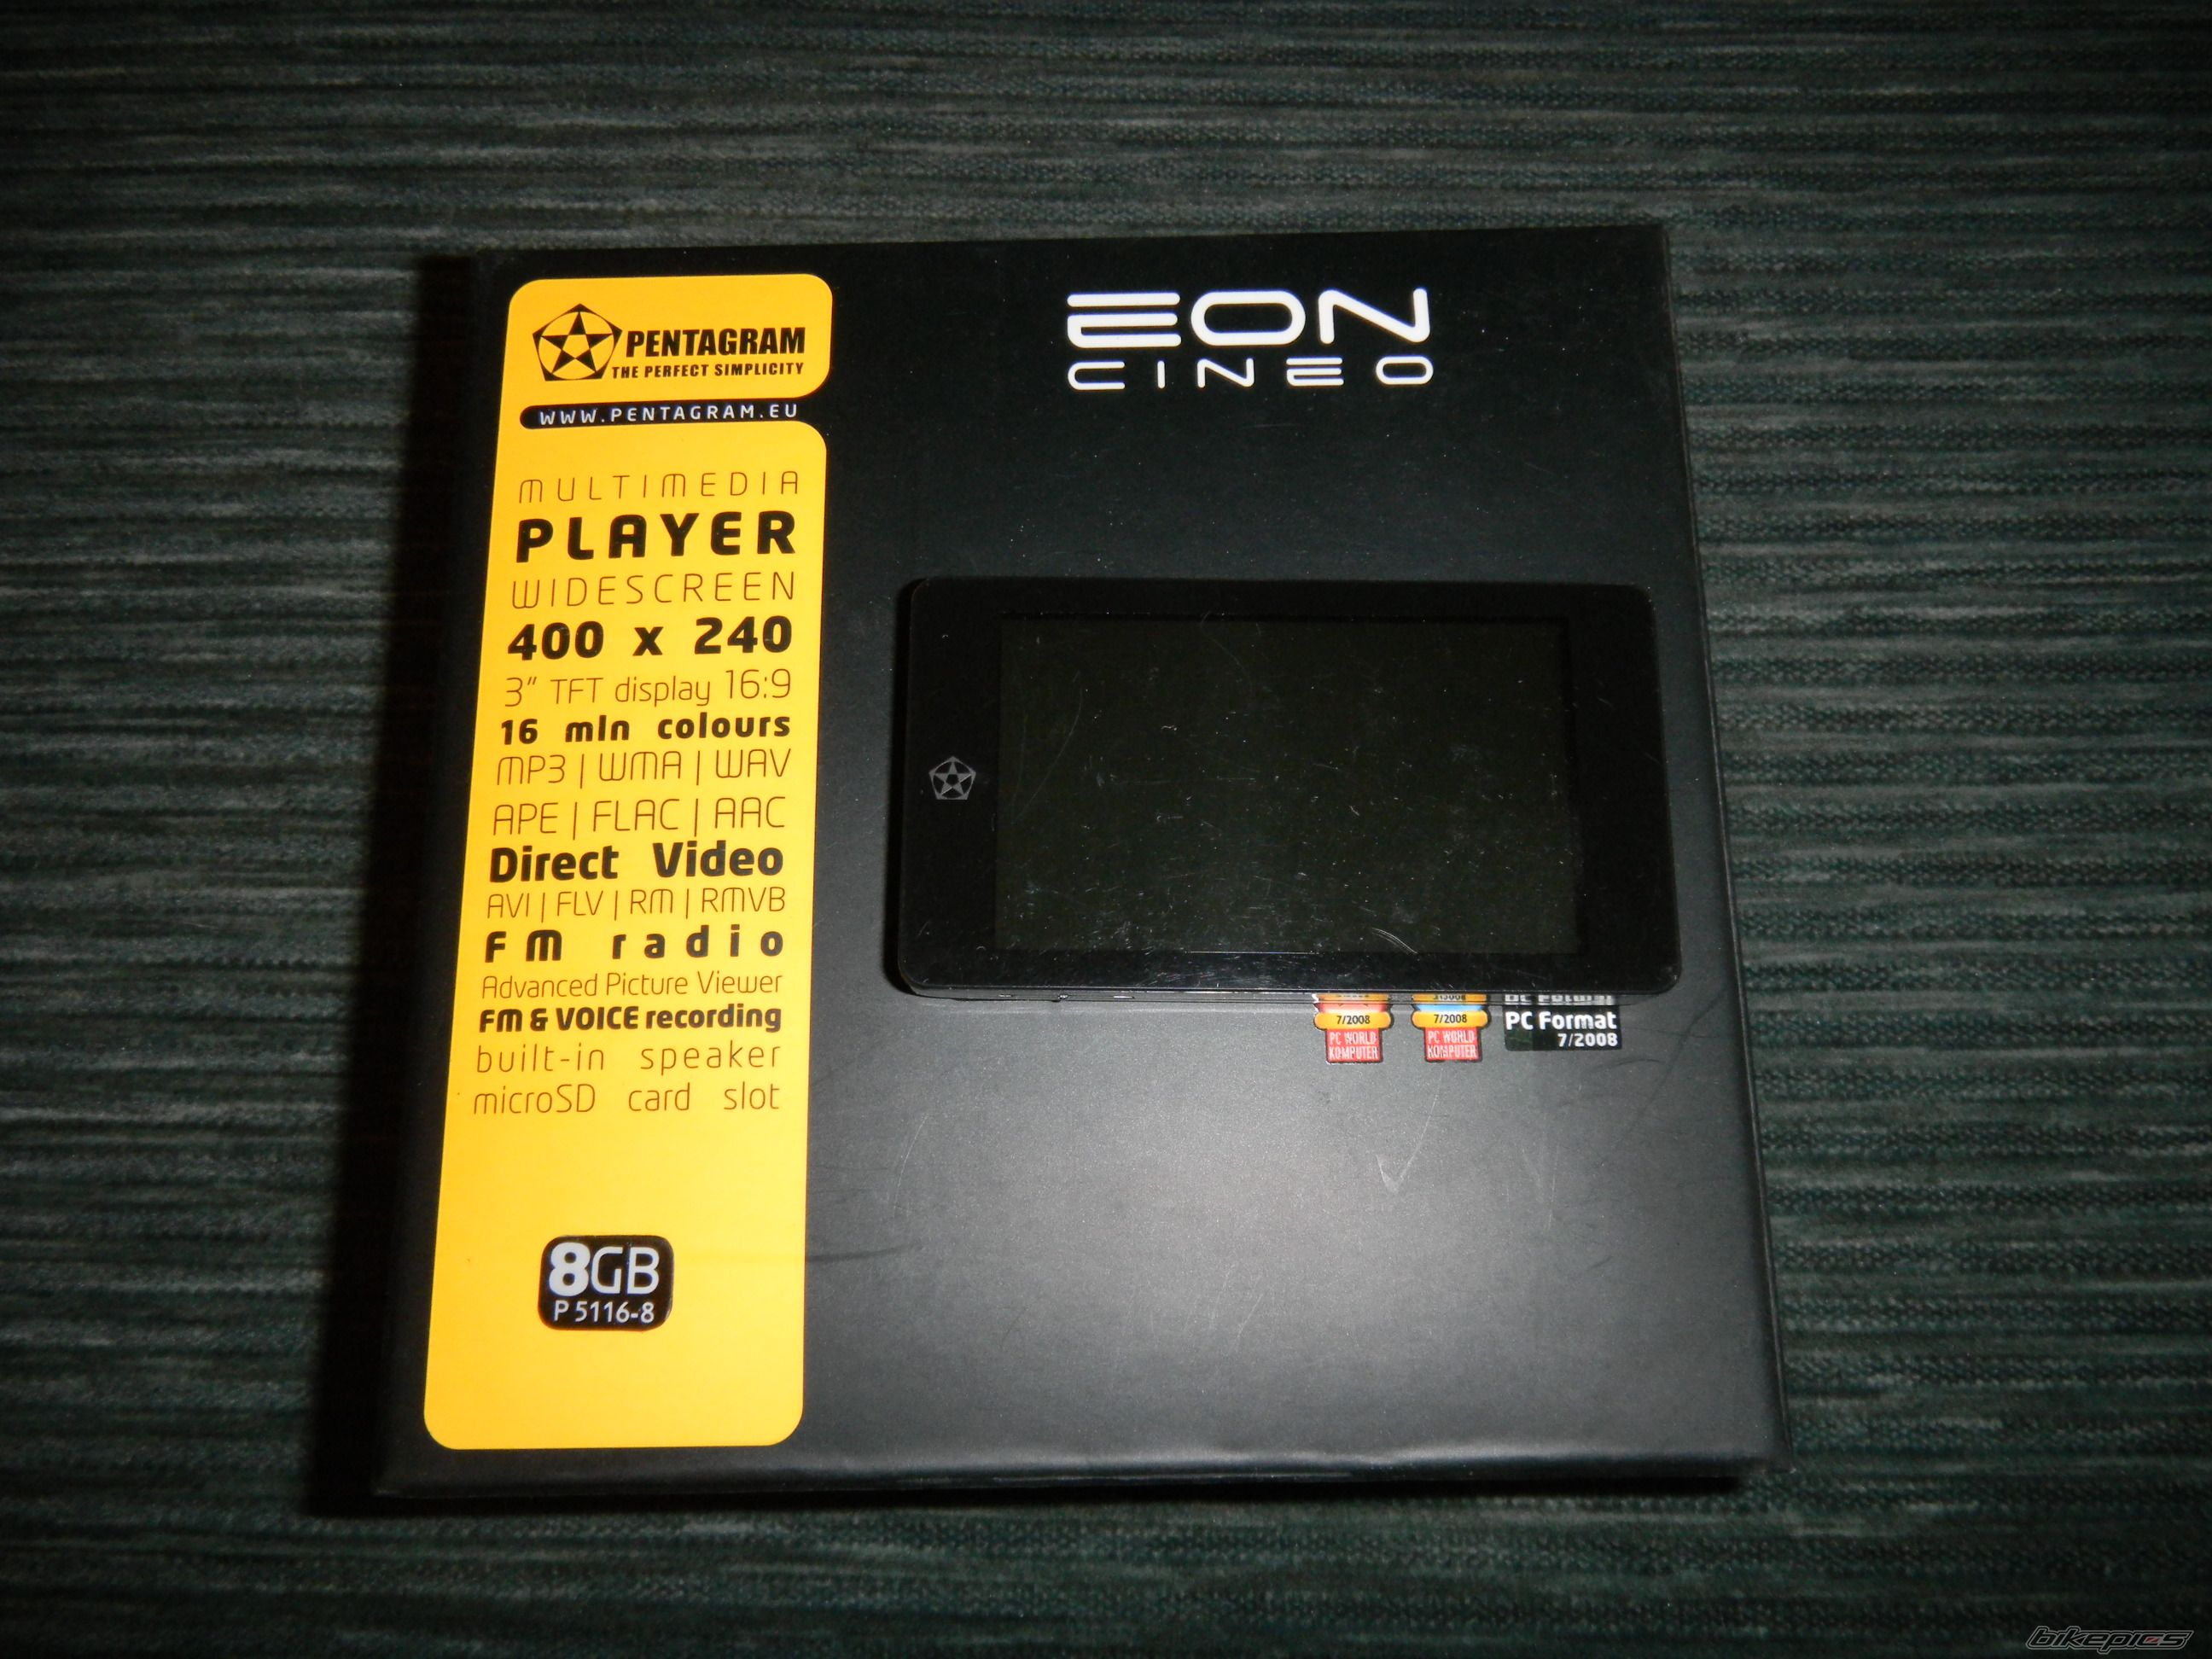 PENTAGRAM
THE PERFECT SIMPLICITY
WWW.PENTAGRAM.EU
MULTIMEDIA
PLAYER
WIDESCREEN
400 x 240
3" TFT display 16:9
16 mln colours
MP3 | WMA | WAV
APE | FLAC | AAC
Direct Video
AVI | FLV | RM | RMVB
FM radio
Advanced Picture Viewer
FM & VOICE recording
built-in speaker
microSD card slot
8GB
P 5116-8
EON
CINEO
7/2008
PC WORLD
KOMPUTER
7/2008
PC WORLD
KOMPUTER
PC Format
7/2008
bikepics